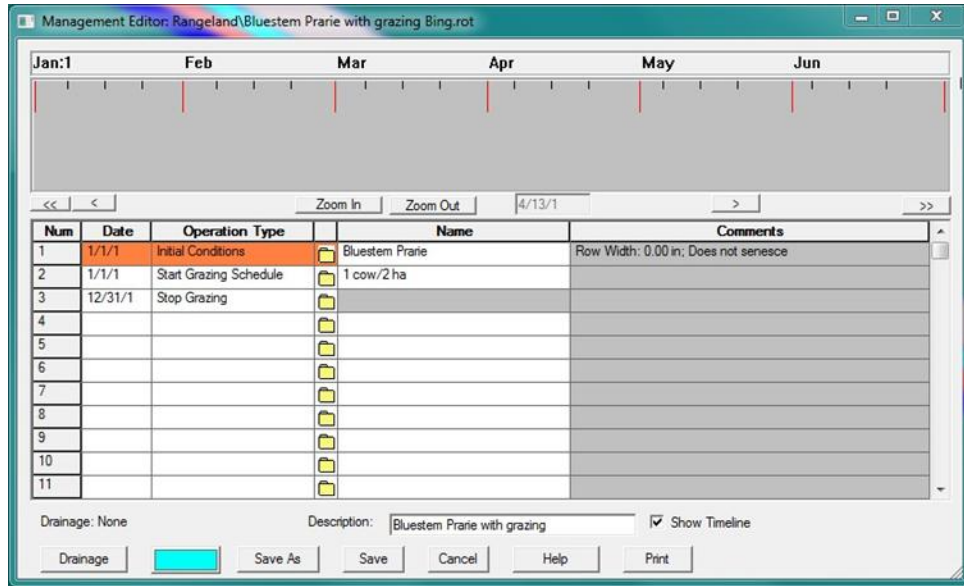 Management Editor: Rangeland\Bluestem Prarie with grazing Bing.rot
Jan:1 Feb Mar Apr May Jun
<< < Zoom In Zoom Out 4/13/1 > >>
Num Date Operation Type Name Comments
1 1/1/1 Initial Conditions Bluestem Prarie Row Width: 0.00 in; Does not senesce
2 1/1/1 Start Grazing Schedule 1 cow/2 ha
3 12/31/1 Stop Grazing
4
5
6
7
8
9
10
11
Drainage: None Description: Bluestem Prarie with grazing Show Timeline
Drainage Save As Save Cancel Help Print